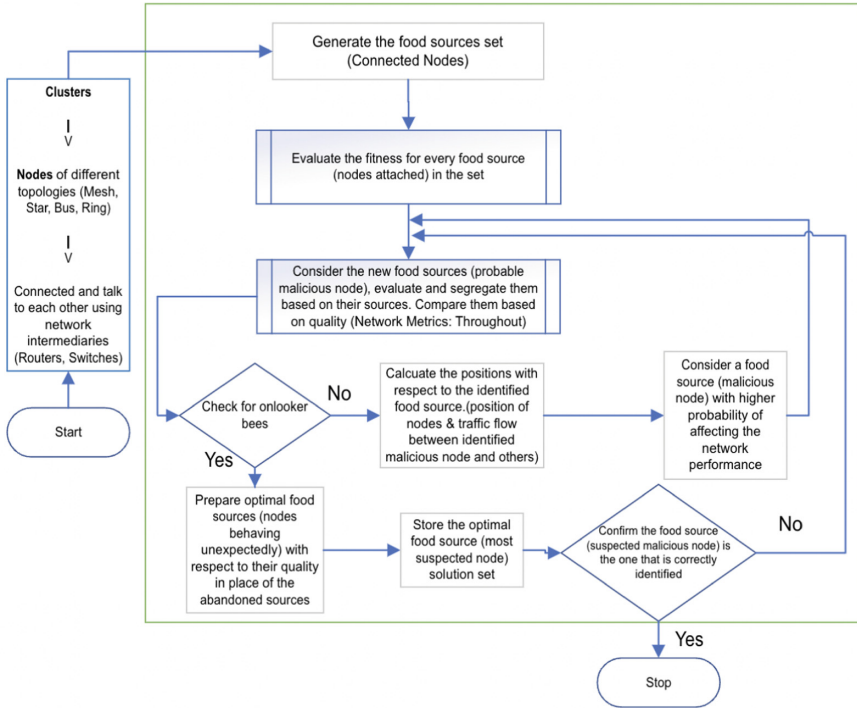 Generate the food sources set
(Connected Nodes)
Clusters
|
V
Nodes of different
topologies (Mesh,
Star, Bus, Ring)
|
V
Connected and talk
to each other using
network
intermediaries
(Routers, Switches)
Start
Evaluate the fitness for every food source
(nodes attached) in the set
Consider the new food sources (probable
malicious node), evaluate and segregate them
based on their sources. Compare them based
on quality (Network Metrics: Throughout)
Check for onlooker
bees
No
Yes
Calculate the positions with
respect to the identified
food source.(position of
nodes & traffic flow
between identified
malicious node and others)
Consider a food
source (malicious
node) with higher
probability of
affecting the
network
performance
Prepare optimal food
sources (nodes
behaving
unexpectedly) with
respect to their quality
in place of the
abandoned sources
Store the optimal
food source (most
suspected node)
solution set
Confirm the food source
(suspected malicious node) is
the one that is correctly
identified
No
Yes
Stop